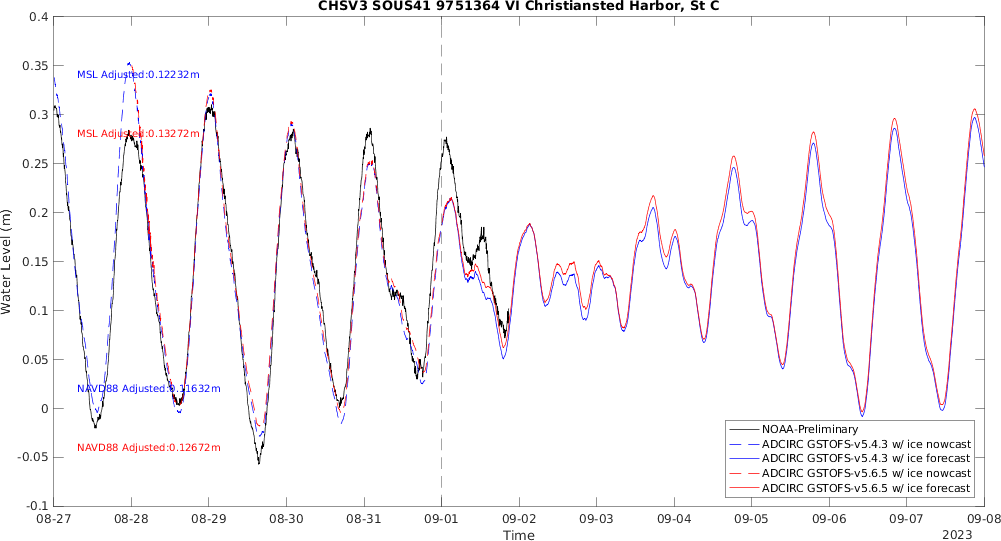 CHSV3 SOUS41 9751364 VI Christiansted Harbor, St C
0.4
0.35
0.3
0.25
0.2
0.15
0.1
0.05
0
-0.05
-0.1
Water Level (m)
MSL Adjusted:0.12232m
MSL Adjusted:0.13272m
NAVD88 Adjusted:0.11632m
NAVD88 Adjusted:0.12672m
NOAA-Preliminary
ADCIRC GSTOFS-v5.4.3 w/ ice nowcast
ADCIRC GSTOFS-v5.4.3 w/ ice forecast
ADCIRC GSTOFS-v5.6.5 w/ ice nowcast
ADCIRC GSTOFS-v5.6.5 w/ ice forecast
08-27 08-28 08-29 08-30 08-31 09-01 09-02 09-03 09-04 09-05 09-06 09-07 09-08
Time
2023